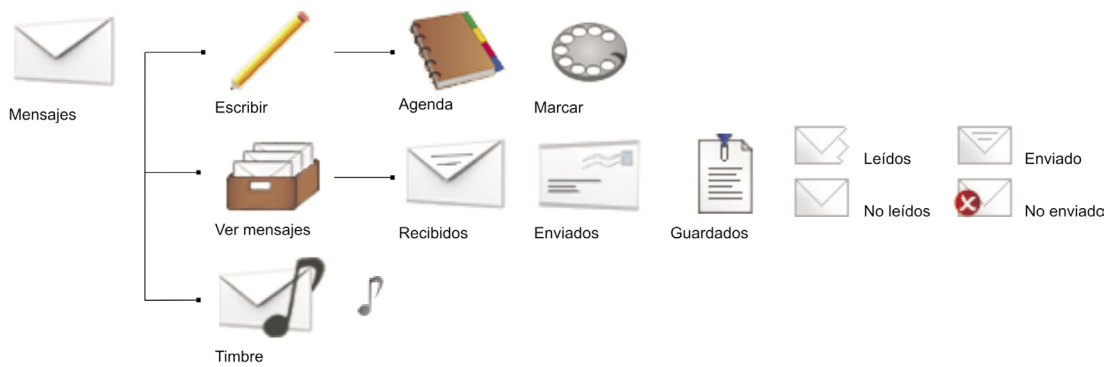 Mensajes
Escribir
Agenda
Marcar
Ver mensajes
Recibidos
Enviados
Guardados
Leídos
Enviado
No leídos
No enviado
Timbre